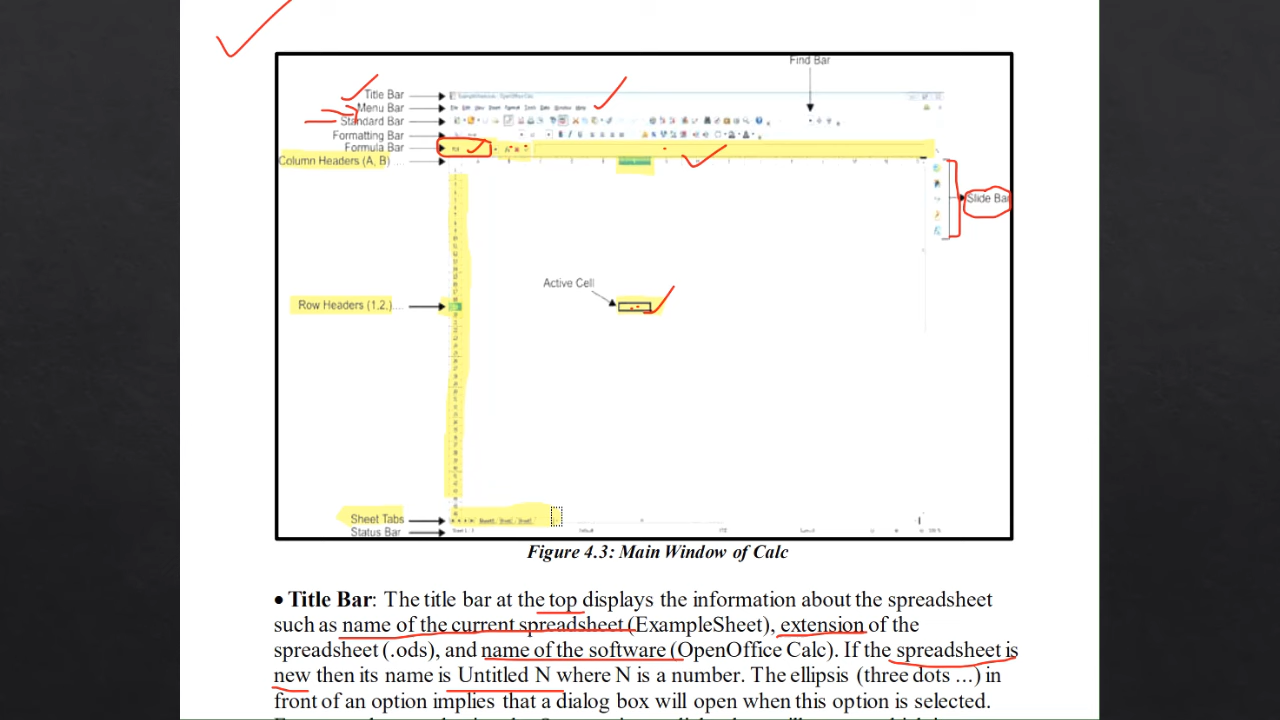 Find Bar
Title Bar
Menu Bar
Standard Bar
Formatting Bar
Formula Bar
Column Headers (A, B) ....
Slide Bar
Active Cell
Row Headers (1,2,)....
Sheet Tabs
Status Bar
Figure 4.3: Main Window of Calc
• Title Bar: The title bar at the top displays the information about the spreadsheet
such as name of the current spreadsheet (ExampleSheet), extension of the
spreadsheet (.ods), and name of the software (OpenOffice Calc). If the spreadsheet is
new then its name is Untitled N where N is a number. The ellipsis (three dots ...) in
front of an option implies that a dialog box will open when this option is selected.